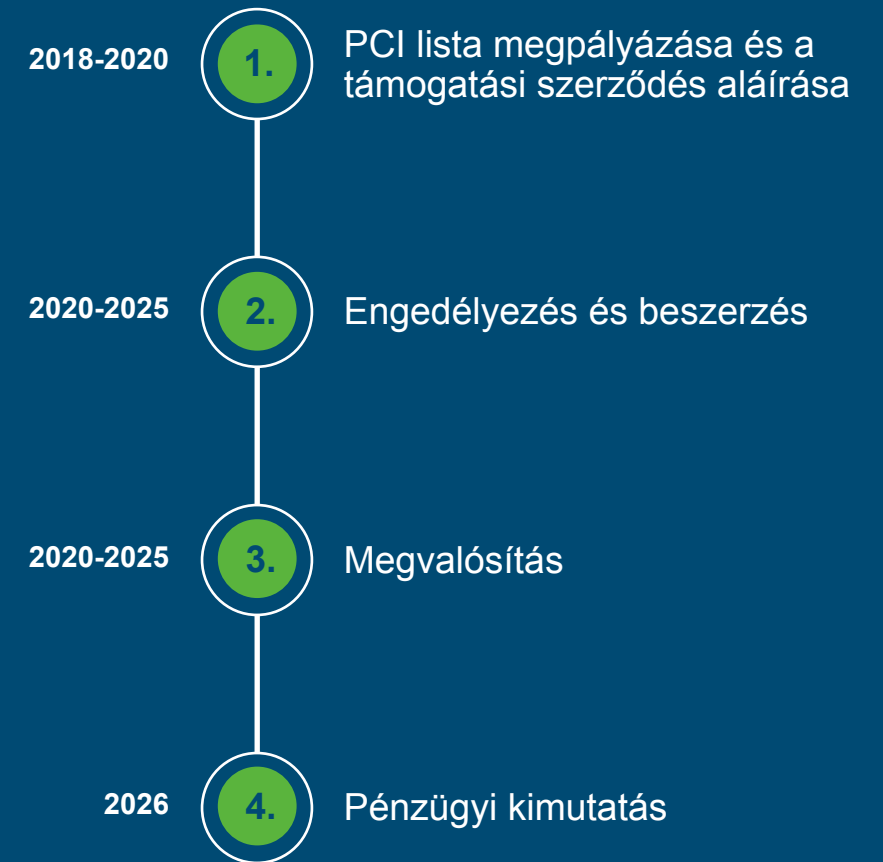 2018-2020
1.
PCI lista megpályázása és a
támogatási szerződés aláírása
2020-2025
2.
Engedélyezés és beszerzés
2020-2025
3.
Megvalósítás
2026
4.
Pénzügyi kimutatás